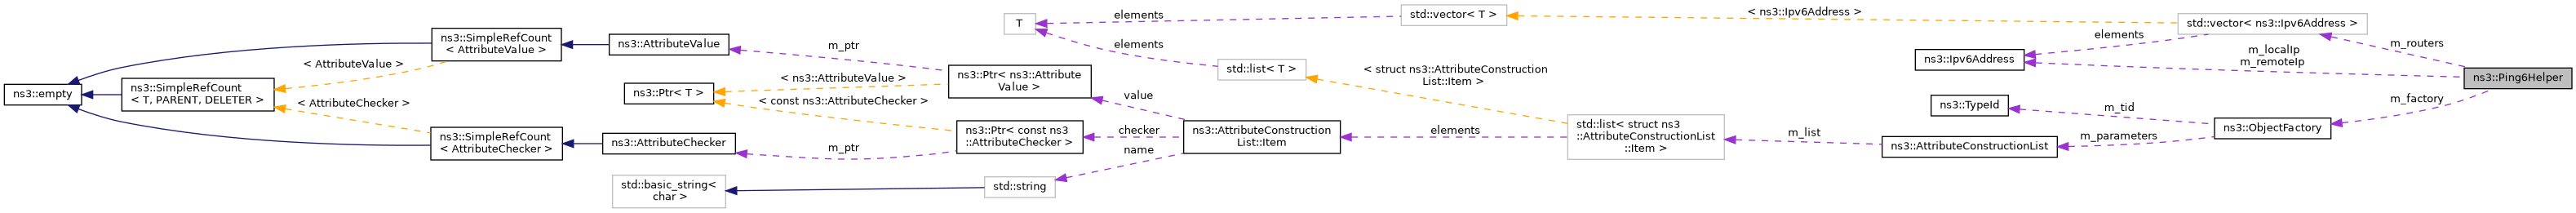 ns3::empty
ns3::SimpleRefCount
< T, PARENT, DELETER >
< AttributeValue >
< AttributeChecker >
ns3::SimpleRefCount
< AttributeValue >
ns3::SimpleRefCount
< AttributeChecker >
ns3::AttributeValue
ns3::Ptr< T >
ns3::AttributeChecker
std::basic_string<
char >
m_ptr
< ns3::AttributeValue >
< const ns3::AttributeChecker >
m_ptr
ns3::Ptr< ns3::Attribute
Value >
ns3::Ptr< const ns3
::AttributeChecker >
std::string
T
elements
elements
value
checker
name
ns3::AttributeConstruction
List::Item
std::list< T >
std::vector< T >
< struct ns3::AttributeConstruction
List::Item >
elements
std::list< struct ns3
::AttributeConstructionList
::Item >
< ns3::Ipv6Address >
m_list
ns3::Ipv6Address
ns3::TypeId
ns3::AttributeConstructionList
std::vector< ns3::Ipv6Address >
elements
m_localIp
m_remoteIp
m_tid
m_parameters
ns3::ObjectFactory
m_routers
m_factory
ns3::Ping6Helper